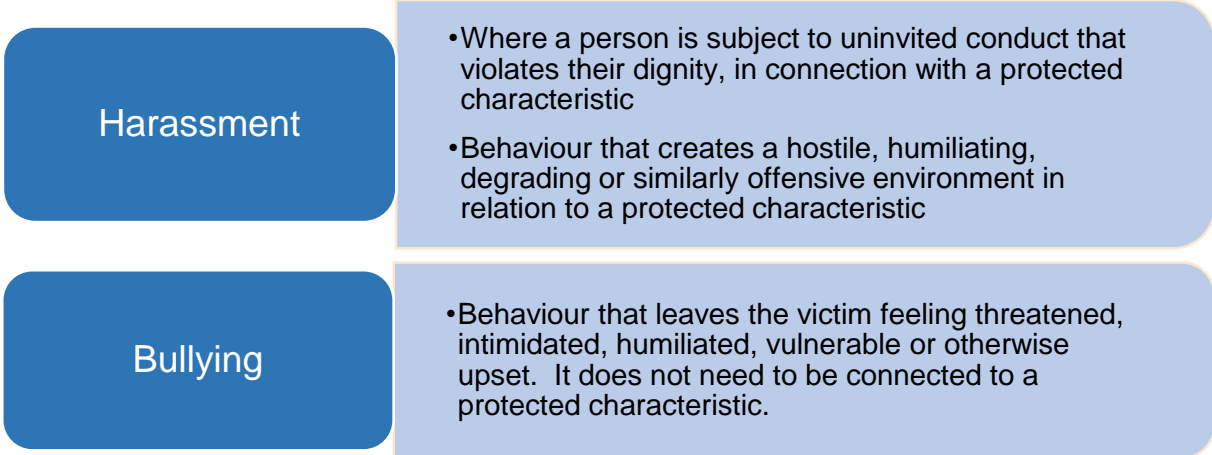 Harassment
•Where a person is subject to uninvited conduct that
violates their dignity, in connection with a protected
characteristic
•Behaviour that creates a hostile, humiliating,
degrading or similarly offensive environment in
relation to a protected characteristic
Bullying
•Behaviour that leaves the victim feeling threatened,
intimidated, humiliated, vulnerable or otherwise
upset.  It does not need to be connected to a
protected characteristic.